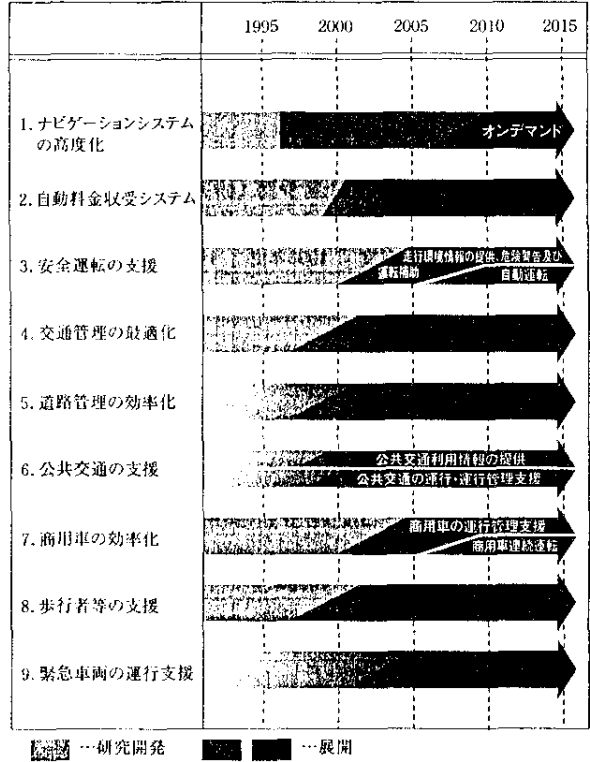 1995 2000 2005 2010 2015
1.ナビゲーションシステム
の高度化
オンデマンド
2.自動料金収受システム
3.安全運転の支援
走行環境情報の提供、危険警告及び
運転補助
自動運転
4.交通管理の最適化
5.道路管理の効率化
6.公共交通の支援
公共交通利用情報の提供
公共交通の運行・運行管理支援
7.商用車の効率化
商用車の運行管理支援
商用車連続運転
8.歩行者等の支援
9.緊急車両の運行支援
…研究開発 …展開